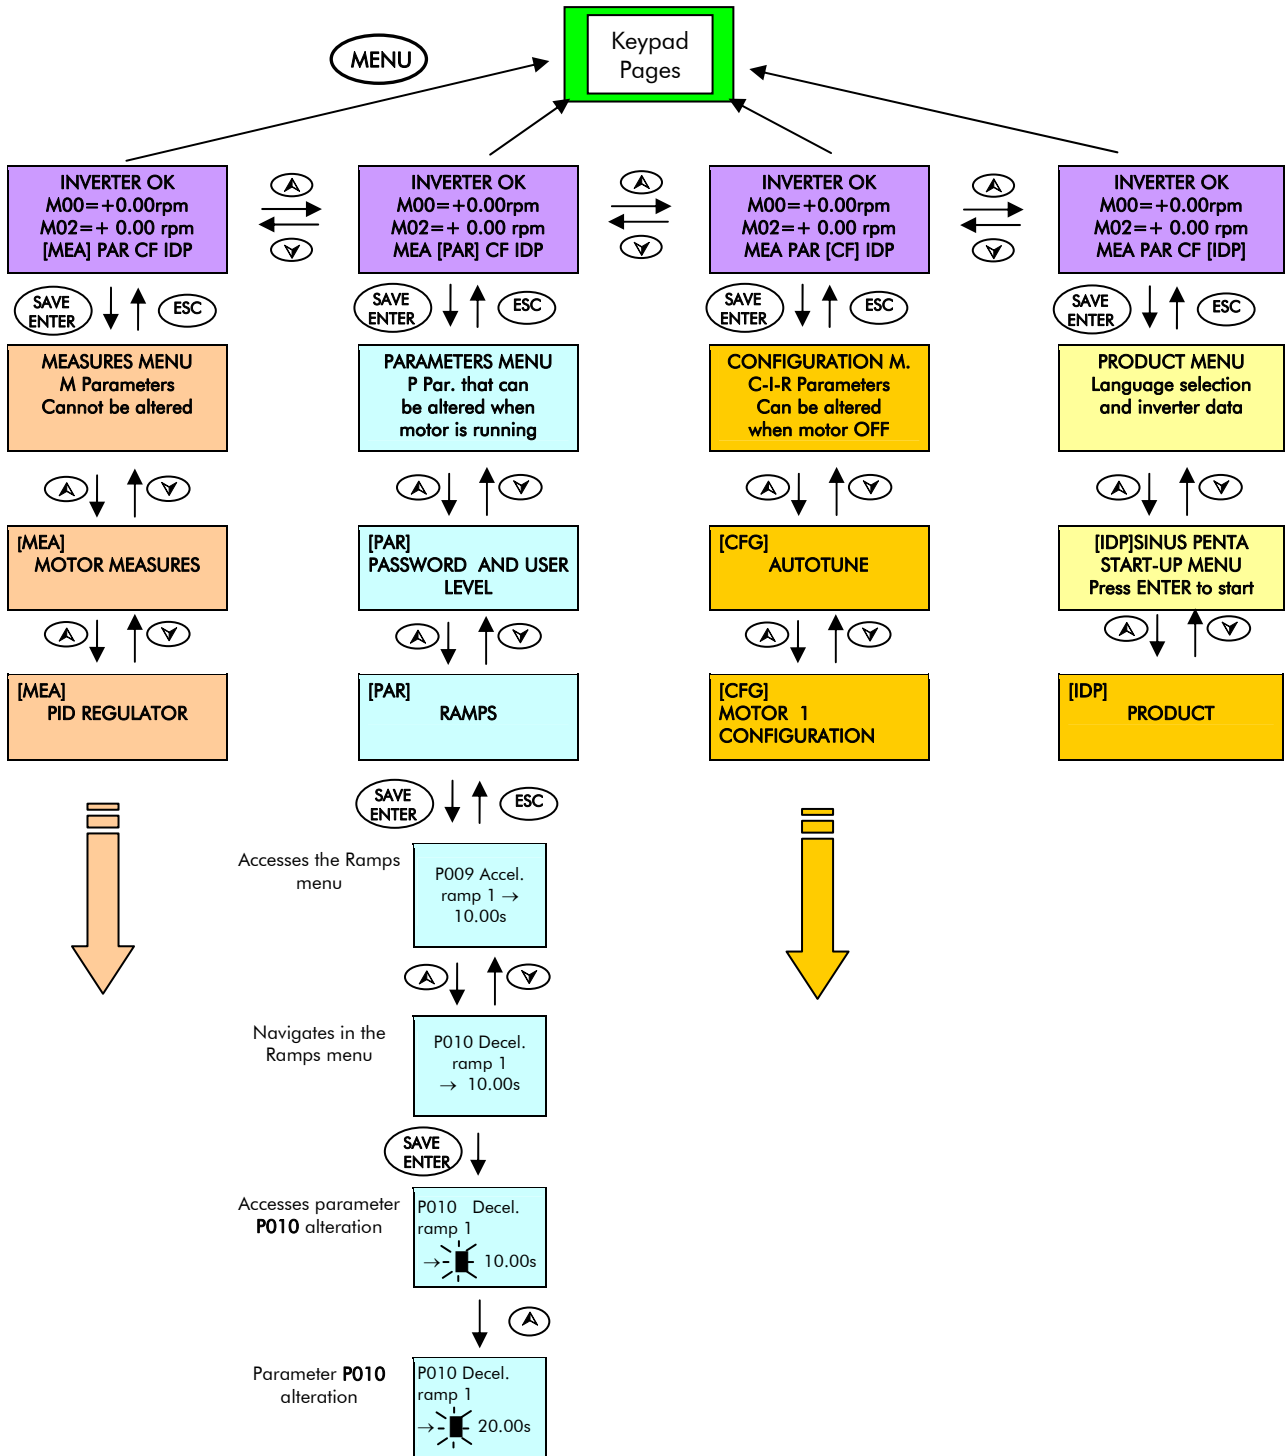 Keypad
Pages
MENU
INVERTER OK
M00=+0.00rpm
M02=+ 0.00 rpm
[MEA] PAR CF IDP
INVERTER OK
M00=+0.00rpm
M02=+ 0.00 rpm
MEA [PAR] CF IDP
INVERTER OK
M00=+0.00rpm
M02=+ 0.00 rpm
MEA PAR [CF] IDP
INVERTER OK
M00=+0.00rpm
M02=+ 0.00 rpm
MEA PAR CF [IDP]
SAVE
ENTER
ESC
SAVE
ENTER
ESC
SAVE
ENTER
ESC
SAVE
ENTER
ESC
MEASURES MENU
M Parameters
Cannot be altered
PARAMETERS MENU
P Par. that can
be altered when
motor is running
CONFIGURATION M.
C-I-R Parameters
Can be altered
when motor OFF
PRODUCT MENU
Language selection
and inverter data
[MEA]
MOTOR MEASURES
[PAR]
PASSWORD AND USER
LEVEL
[CFG]
AUTOTUNE
[IDP]SINUS PENTA
START-UP MENU
Press ENTER to start
[MEA]
PID REGULATOR
[PAR]
RAMPS
[CFG]
MOTOR 1
CONFIGURATION
[IDP]
PRODUCT
SAVE
ENTER
ESC
Accesses the Ramps
menu
P009 Accel.
ramp 1 →
10.00s
Navigates in the
Ramps menu
P010 Decel.
ramp 1
→ 10.00s
SAVE
ENTER
Accesses parameter
P010 alteration
P010 Decel.
ramp 1
→ 10.00s
Parameter P010
alteration
P010 Decel.
ramp 1
→ 20.00s